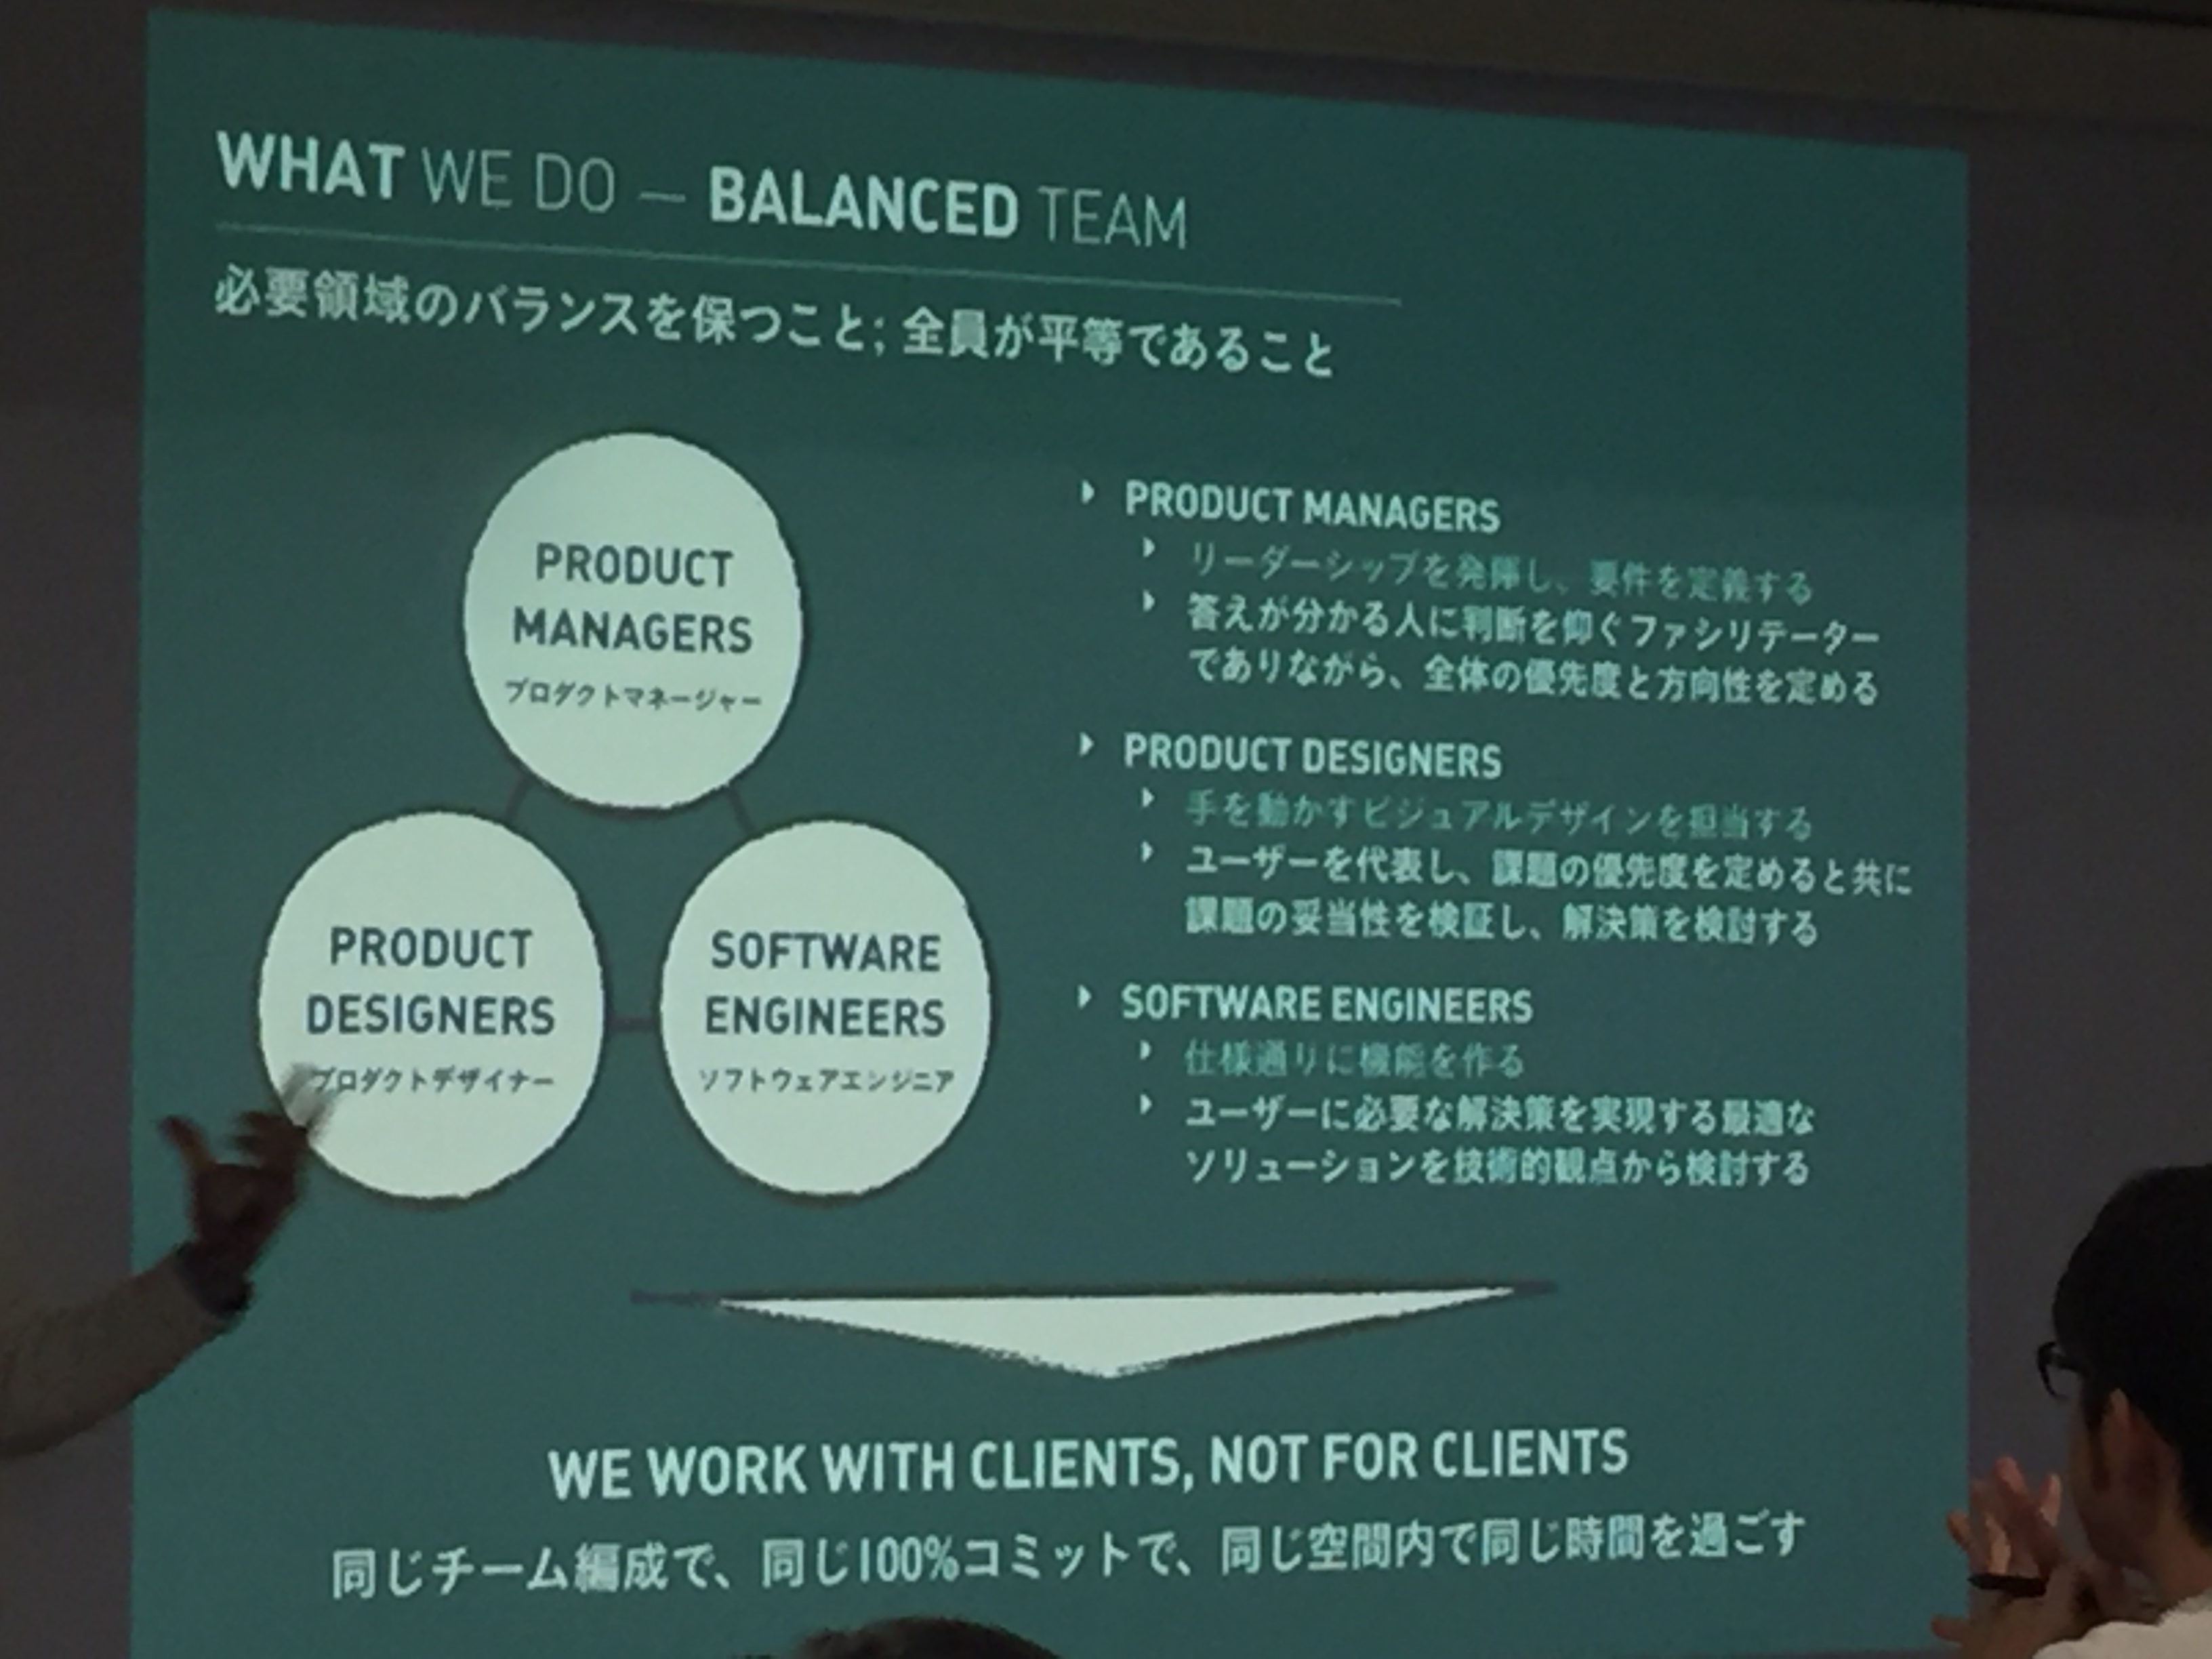 WHAT WE DO — BALANCED TEAM
必要領域のバランスを保つこと; 全員が平等であること
PRODUCT
MANAGERS
プロダクトマネージャー
PRODUCT
DESIGNERS
プロダクトデザイナー
SOFTWARE
ENGINEERS
ソフトウェアエンジニア
PRODUCT MANAGERS
リーダーシップを発揮し、要件を定義する
答えが分かる人に判断を仰ぐファシリテーター
でありながら、全体の優先度と方向性を定める
PRODUCT DESIGNERS
手を動かすビジュアルデザインを担当する
ユーザーを代表し、課題の優先度を定めると共に
課題の妥当性を検証し、解決策を検討する
SOFTWARE ENGINEERS
仕様通りに機能を作る
ユーザーに必要な解決策を実現する最適な
ソリューションを技術的観点から検討する
WE WORK WITH CLIENTS, NOT FOR CLIENTS
同じチーム編成で、同じ100%コミットで、同じ空間内で同じ時間を過ごす